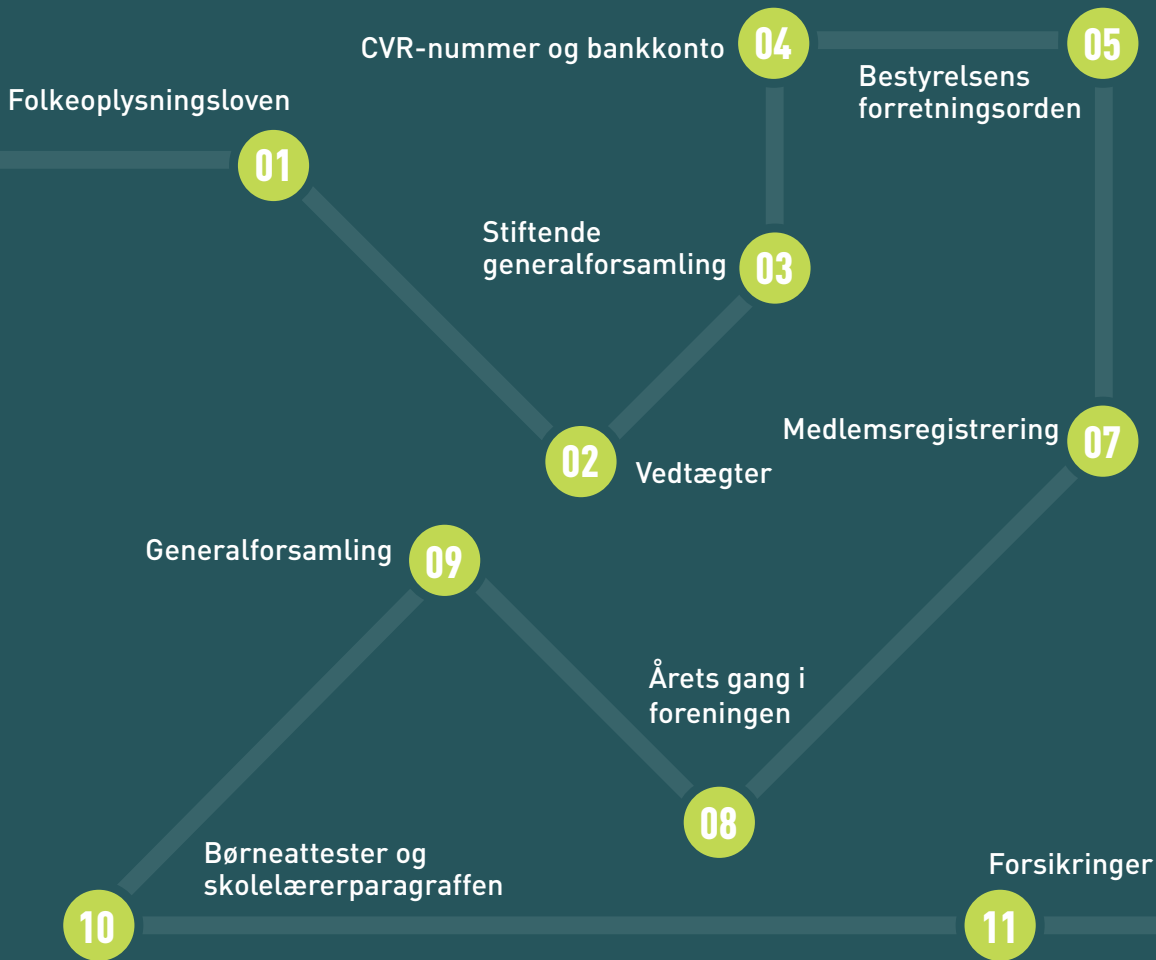 CVR-nummer og bankkonto
04
05
Bestyrelsens
forretningsorden
Folkeoplysningsloven
01
Stiftende
generalforsamling
03
Medlemsregistrering
07
02
Vedtægter
Generalforsamling
09
Årets gang i
foreningen
08
Børneattester og
skolelærerparagraffen
10
Forsikringer
11